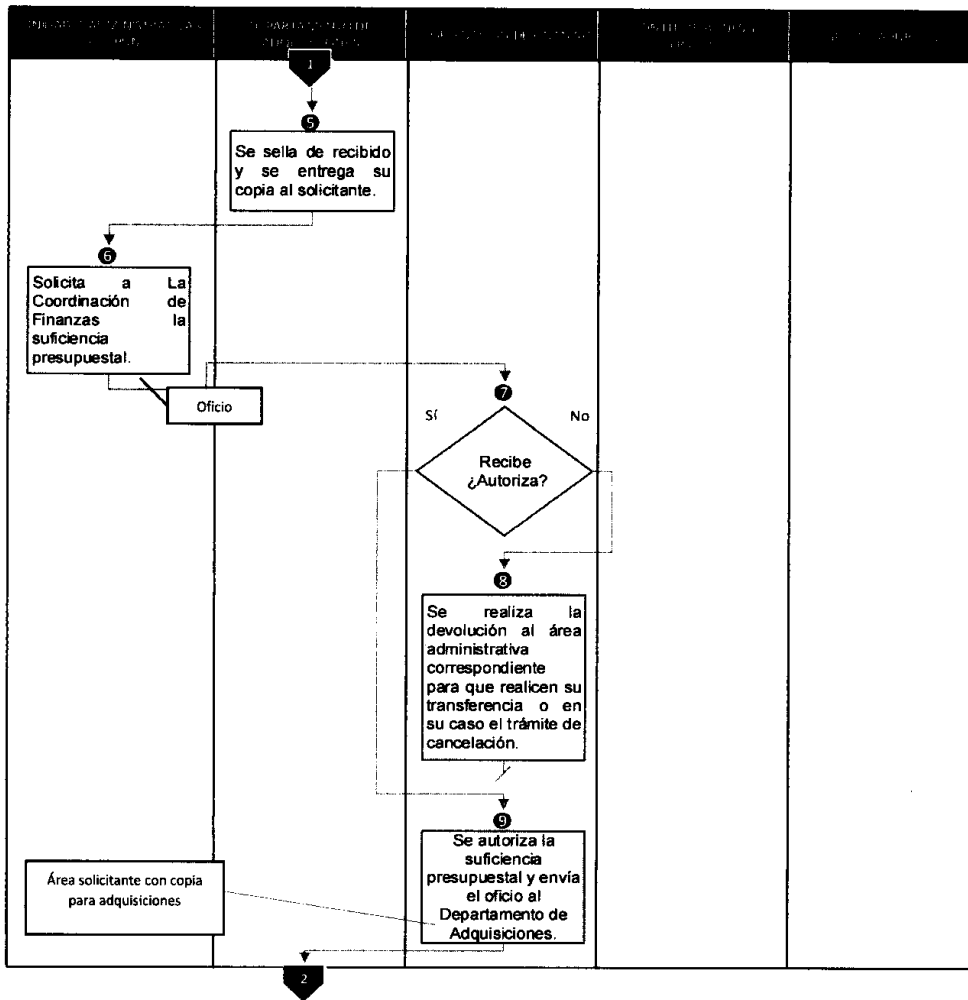 1
5
Se sella de recibido
y se entrega su
copia al solicitante.
6
Solicita a La
Coordinación de
Finanzas la
suficiencia
presupuestal.
Oficio
7
Sí
No
Recibe
¿Autoriza?
8
Se realiza la
devolución al área
administrativa
correspondiente
para que realicen su
transferencia o en
su caso el trámite de
cancelación.
9
Se autoriza la
suficiencia
presupuestal y envía
el oficio al
Departamento de
Adquisiciones.
Área solicitante con copia
para adquisiciones
2